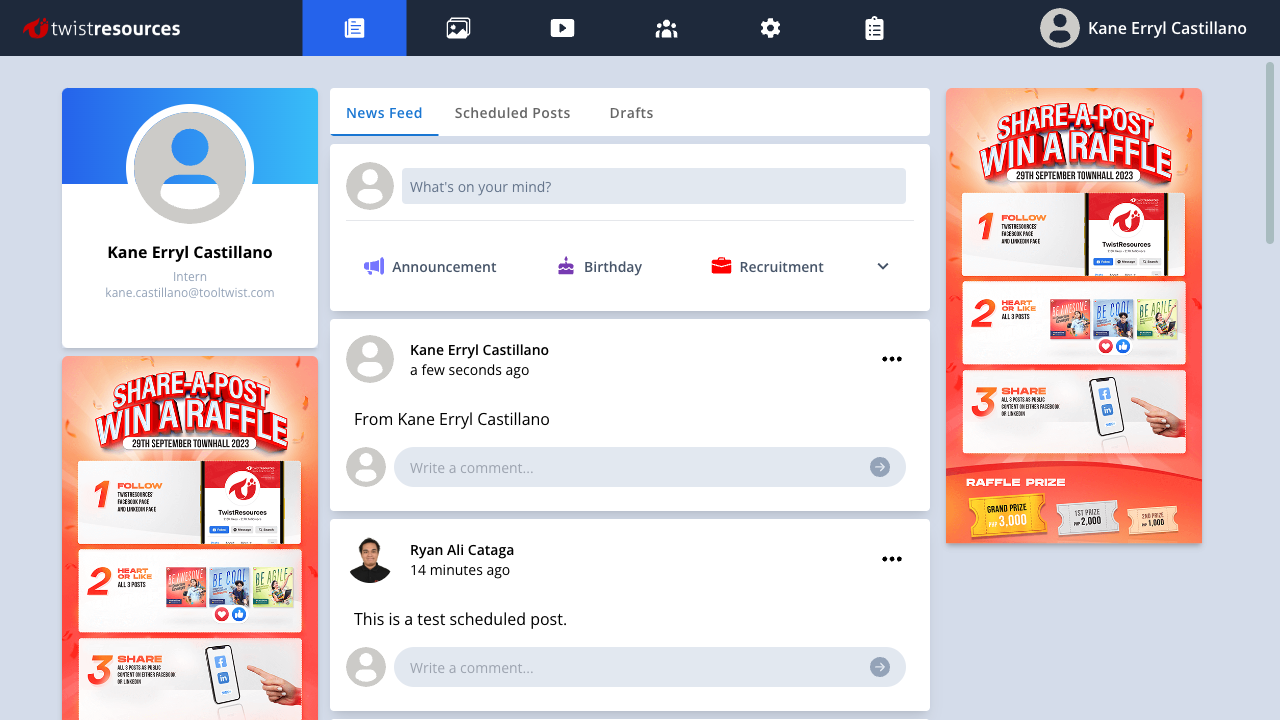 twistresources
Kane Erryl Castillano
Kane Erryl Castillano
Intern
kane.castillano@tooltwist.com
SHARE-A-POST
WIN A RAFFLE
29TH SEPTEMBER TOWNHALL 2023
1 FOLLOW
TWISTRESOURCES'
FACEBOOK PAGE
AND LINKEDIN PAGE
TwistResources
2 HEART
OR LIKE
ALL 3 POSTS
BE AWESOME
BE COOL
BE AGILE
3 SHARE
ALL 3 POSTS AS PUBLIC
CONTENT ON EITHER FACEBOOK
OR LINKEDIN
News Feed
Scheduled Posts
Drafts
What's on your mind?
Announcement
Birthday
Recruitment
Kane Erryl Castillano
a few seconds ago
From Kane Erryl Castillano
Write a comment...
Ryan Ali Cataga
14 minutes ago
This is a test scheduled post.
Write a comment...
SHARE-A-POST
WIN A RAFFLE
29TH SEPTEMBER TOWNHALL 2023
1 FOLLOW
TWISTRESOURCES'
FACEBOOK PAGE
AND LINKEDIN PAGE
TwistResources
2 HEART
OR LIKE
ALL 3 POSTS
BE AWESOME
BE COOL
BE AGILE
3 SHARE
ALL 3 POSTS AS PUBLIC
CONTENT ON EITHER FACEBOOK
OR LINKEDIN
RAFFLE PRIZE
GRAND PRIZE
PHP 3,000
1ST PRIZE
PHP 2,000
2ND PRIZE
PHP 1,000